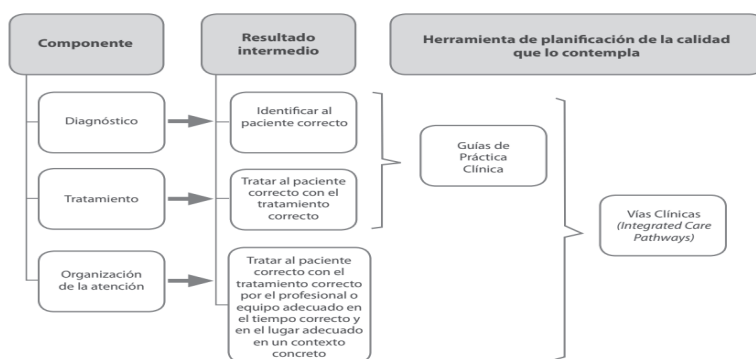 Componente
Resultado
intermedio
Herramienta de planificación de la calidad
que lo contempla
Diagnóstico
Identificar al
paciente correcto
Tratamiento
Tratar al paciente
correcto con el
tratamiento
correcto
Organización
de la atención
Tratar al paciente
correcto con el
tratamiento correcto
por el profesional o
equipo adecuado en
el tiempo correcto y
en el lugar adecuado
en un contexto
concreto
Guías de
Práctica
Clínica
Vías Clínicas
(Integrated Care
Pathways)